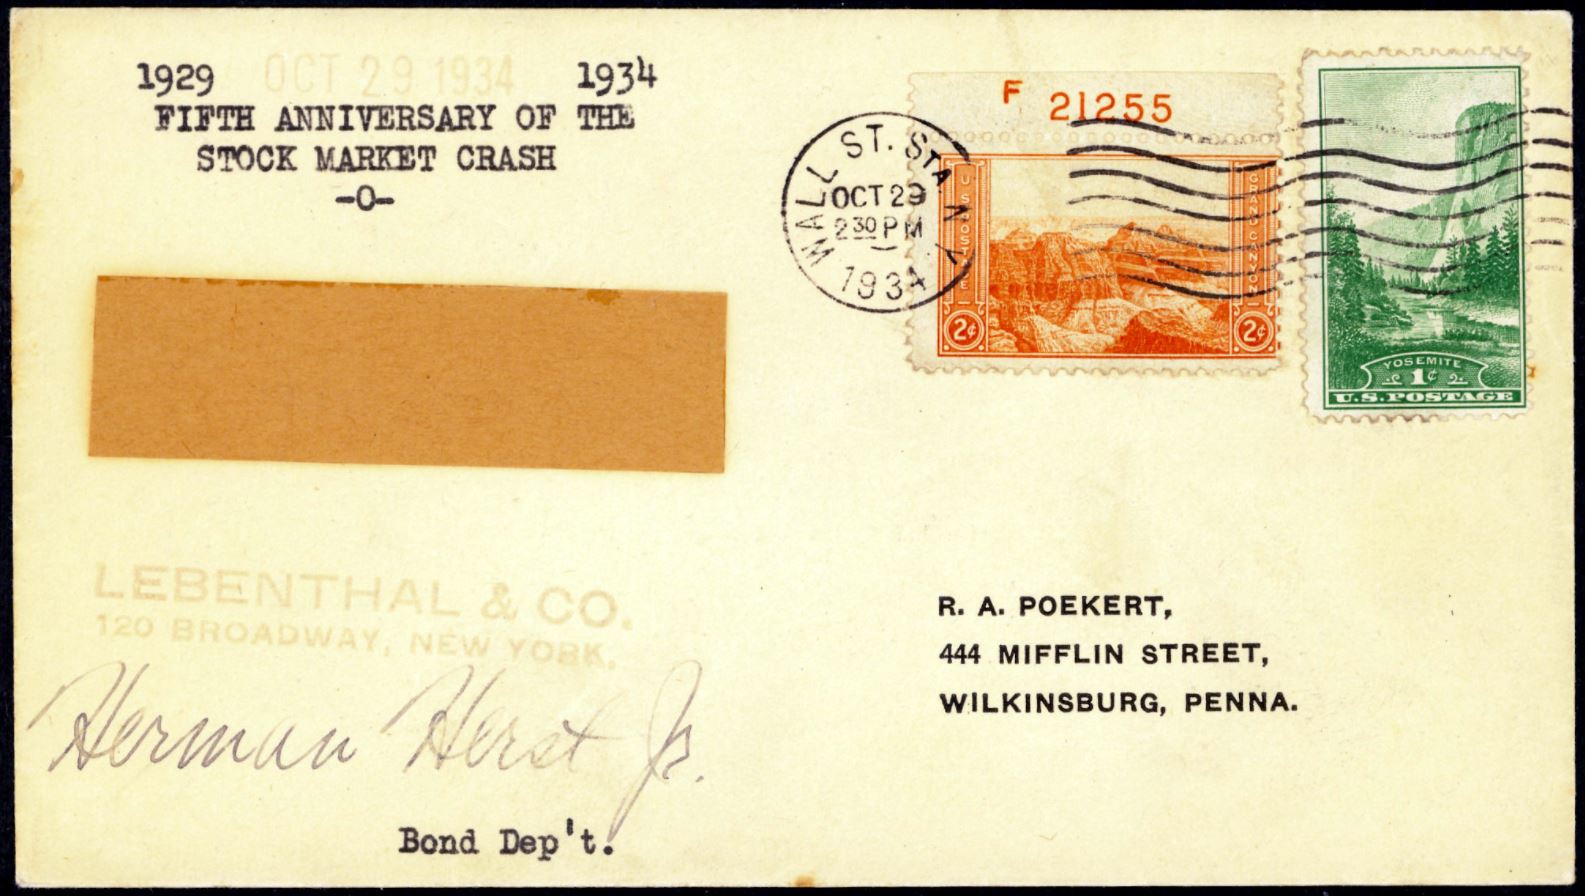 1929 OCT 29 1934 1934
FIFTH ANNIVERSARY OF THE
STOCK MARKET CRASH
-O-
F 21255
WALL ST. STA. N.Y.
OCT 29
2 30 PM
1934
U.S. POSTAGE
GRAND CANYON
2¢ 2¢
YOSEMITE
1¢
U.S. POSTAGE
LEBENTHAL & CO.
120 BROADWAY, NEW YORK.
Herman Herst Jr.
Bond Dep't.
R. A. POEKERT,
444 MIFFLIN STREET,
WILKINSBURG, PENNA.